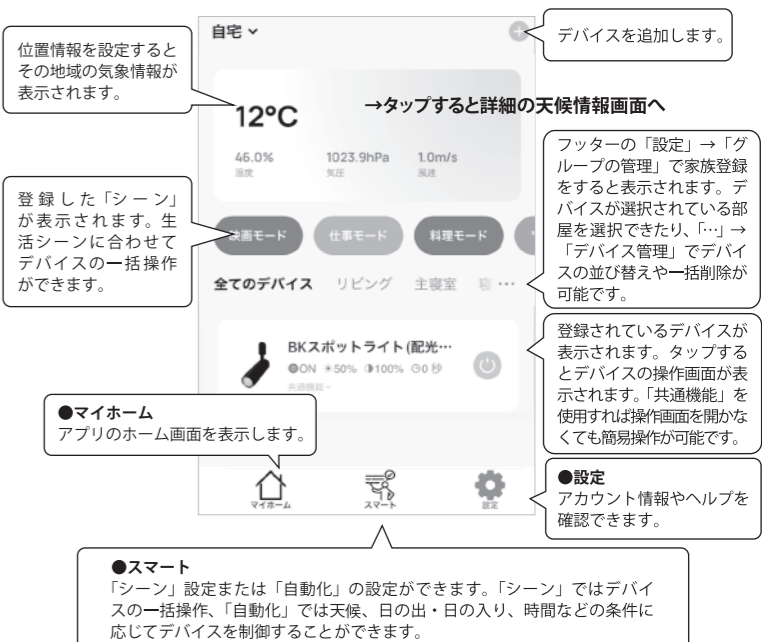 自宅
デバイスを追加します。
位置情報を設定すると
その地域の気象情報が
表示されます。
12°C
→タップすると詳細の天候情報画面へ
46.0%
1023.9hPa
1.0m/s
湿度
気圧
風速
フッターの「設定」→「グ
ループの管理」で家族登録
をすると表示されます。デ
バイスが選択されている部
屋を選択できたり、「…」→
「デバイス管理」でデバイ
スの並び替えや一括削除が
可能です。
登録した「シーン」
が表示されます。生
活シーンに合わせて
デバイスの一括操作
ができます。
映画モード
仕事モード
料理モード
全てのデバイス
リビング
主寝室
寝 …
BKスポットライト(配光…
ON 50% 100% 0秒
共通機能
登録されているデバイスが
表示されます。タップする
とデバイスの操作画面が表
示されます。「共通機能」を
使用すれば操作画面を開かな
くても簡易操作が可能です。
●マイホーム
アプリのホーム画面を表示します。
マイホーム
スマート
設定
●設定
アカウント情報やヘルプを
確認できます。
●スマート
「シーン」設定または「自動化」の設定ができます。「シーン」ではデバイ
スの一括操作、「自動化」では天候、日の出・日の入り、時間などの条件に
応じてデバイスを制御することができます。